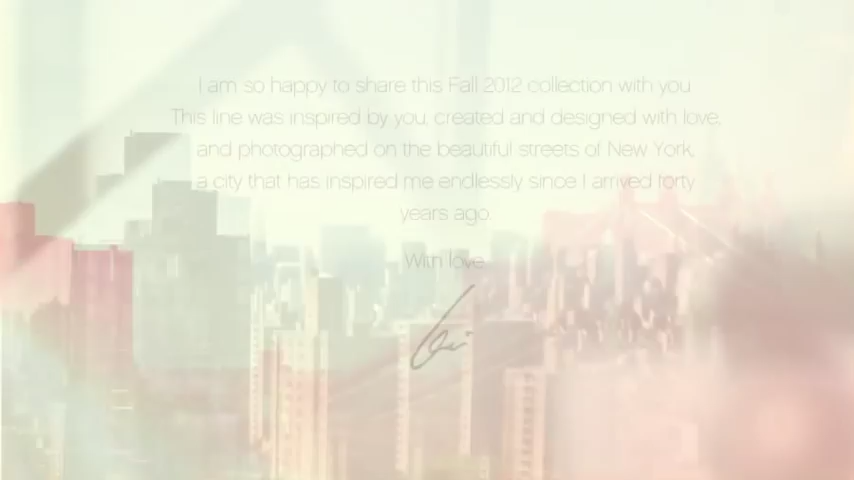 I am so happy to share this Fall 2012 collection with you
This line was inspired by you, created and designed with love,
and photographed on the beautiful streets of New York,
a city that has inspired me endlessly since I arrived forty
years ago.
With love